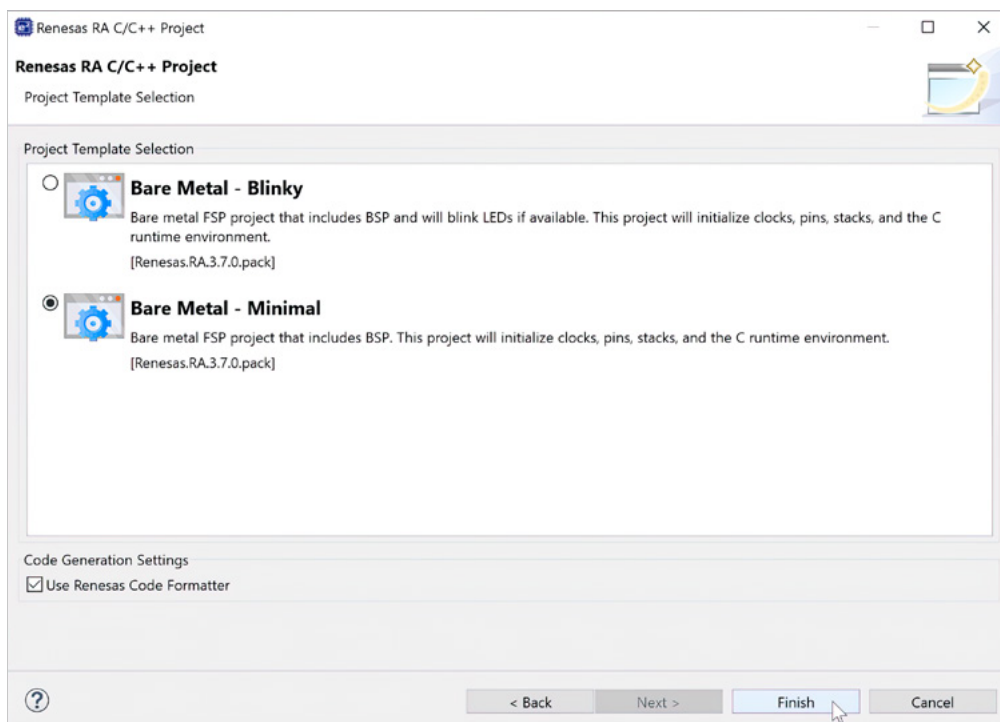 Renesas RA C/C++ Project
Renesas RA C/C++ Project
Project Template Selection
Project Template Selection
Bare Metal - Blinky
Bare metal FSP project that includes BSP and will blink LEDs if available. This project will initialize clocks, pins, stacks, and the C
runtime environment.
[Renesas.RA.3.7.0.pack]
Bare Metal - Minimal
Bare metal FSP project that includes BSP. This project will initialize clocks, pins, stacks, and the C runtime environment.
[Renesas.RA.3.7.0.pack]
Code Generation Settings
Use Renesas Code Formatter
? < Back Next > Finish Cancel